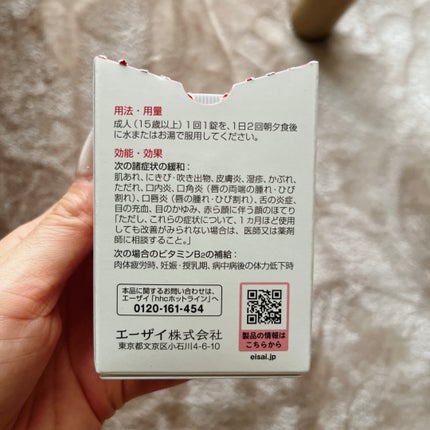 用法・用量
成人（15歳以上）1回1錠を、1日2回朝夕食後
に水またはお湯で服用してください。
効能・効果
次の諸症状の緩和：
肌あれ、にきび・吹き出物、皮膚炎、湿疹、かぶれ、
ただれ、口内炎、口角炎（唇の両端の腫れ・ひび
割れ）、口唇炎（唇の腫れ・ひび割れ）、舌の炎症、
目の充血、目のかゆみ、赤ら顔に伴う顔のほてり
「ただし、これらの症状について、1ヵ月ほど使用
しても改善がみられない場合は、医師又は薬剤
師に相談すること。」
次の場合のビタミンB2の補給：
肉体疲労時、妊娠・授乳期、病中病後の体力低下時
本品に関するお問い合わせは、
エーザイ「hhcホットライン」へ
0120-161-454
エーザイ株式会社
東京都文京区小石川4-6-10
製品の情報は
こちらから
eisai.jp